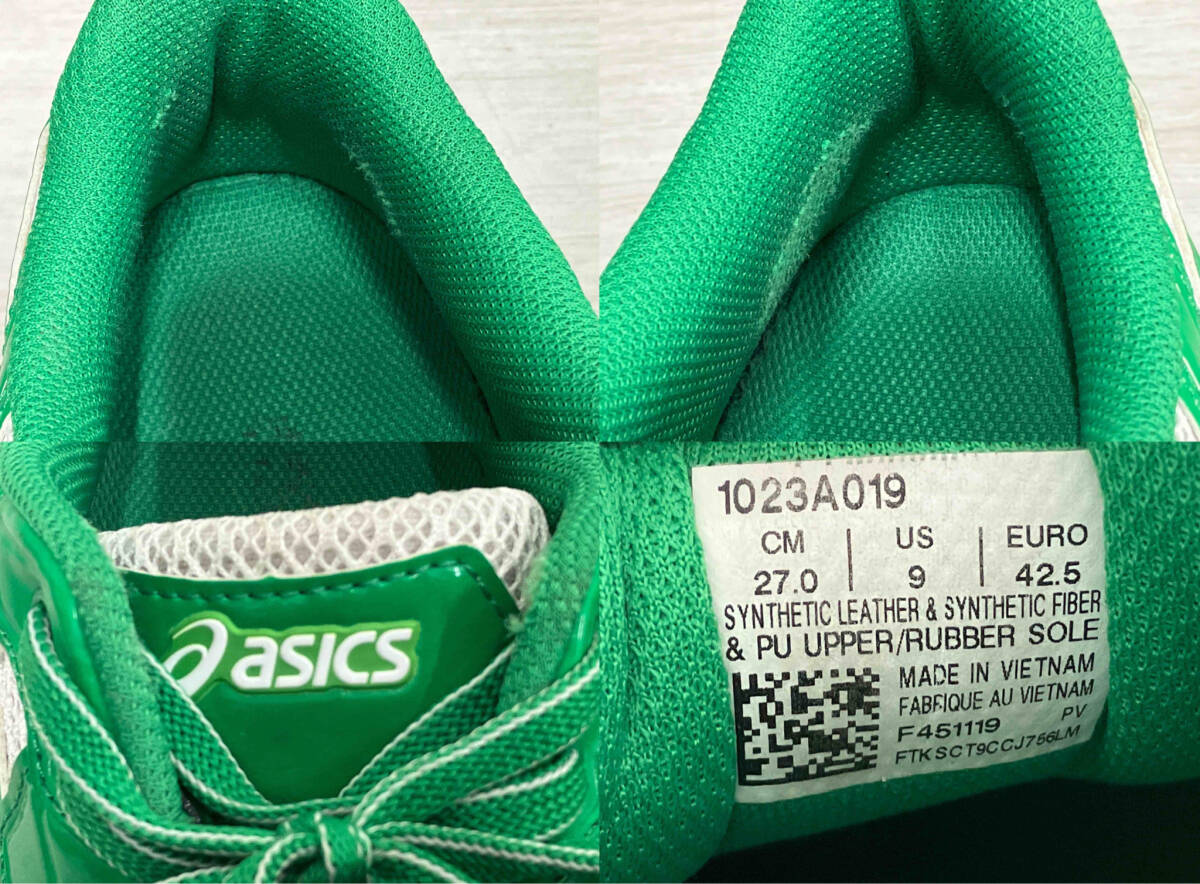 asics
1023A019
CM | US | EURO
27.0 | 9 | 42.5
SYNTHETIC LEATHER & SYNTHETIC FIBER
& PU UPPER/RUBBER SOLE
MADE IN VIETNAM
FABRIQUE AU VIETNAM
F451119 PV
FTKSCT9CCJ756LM